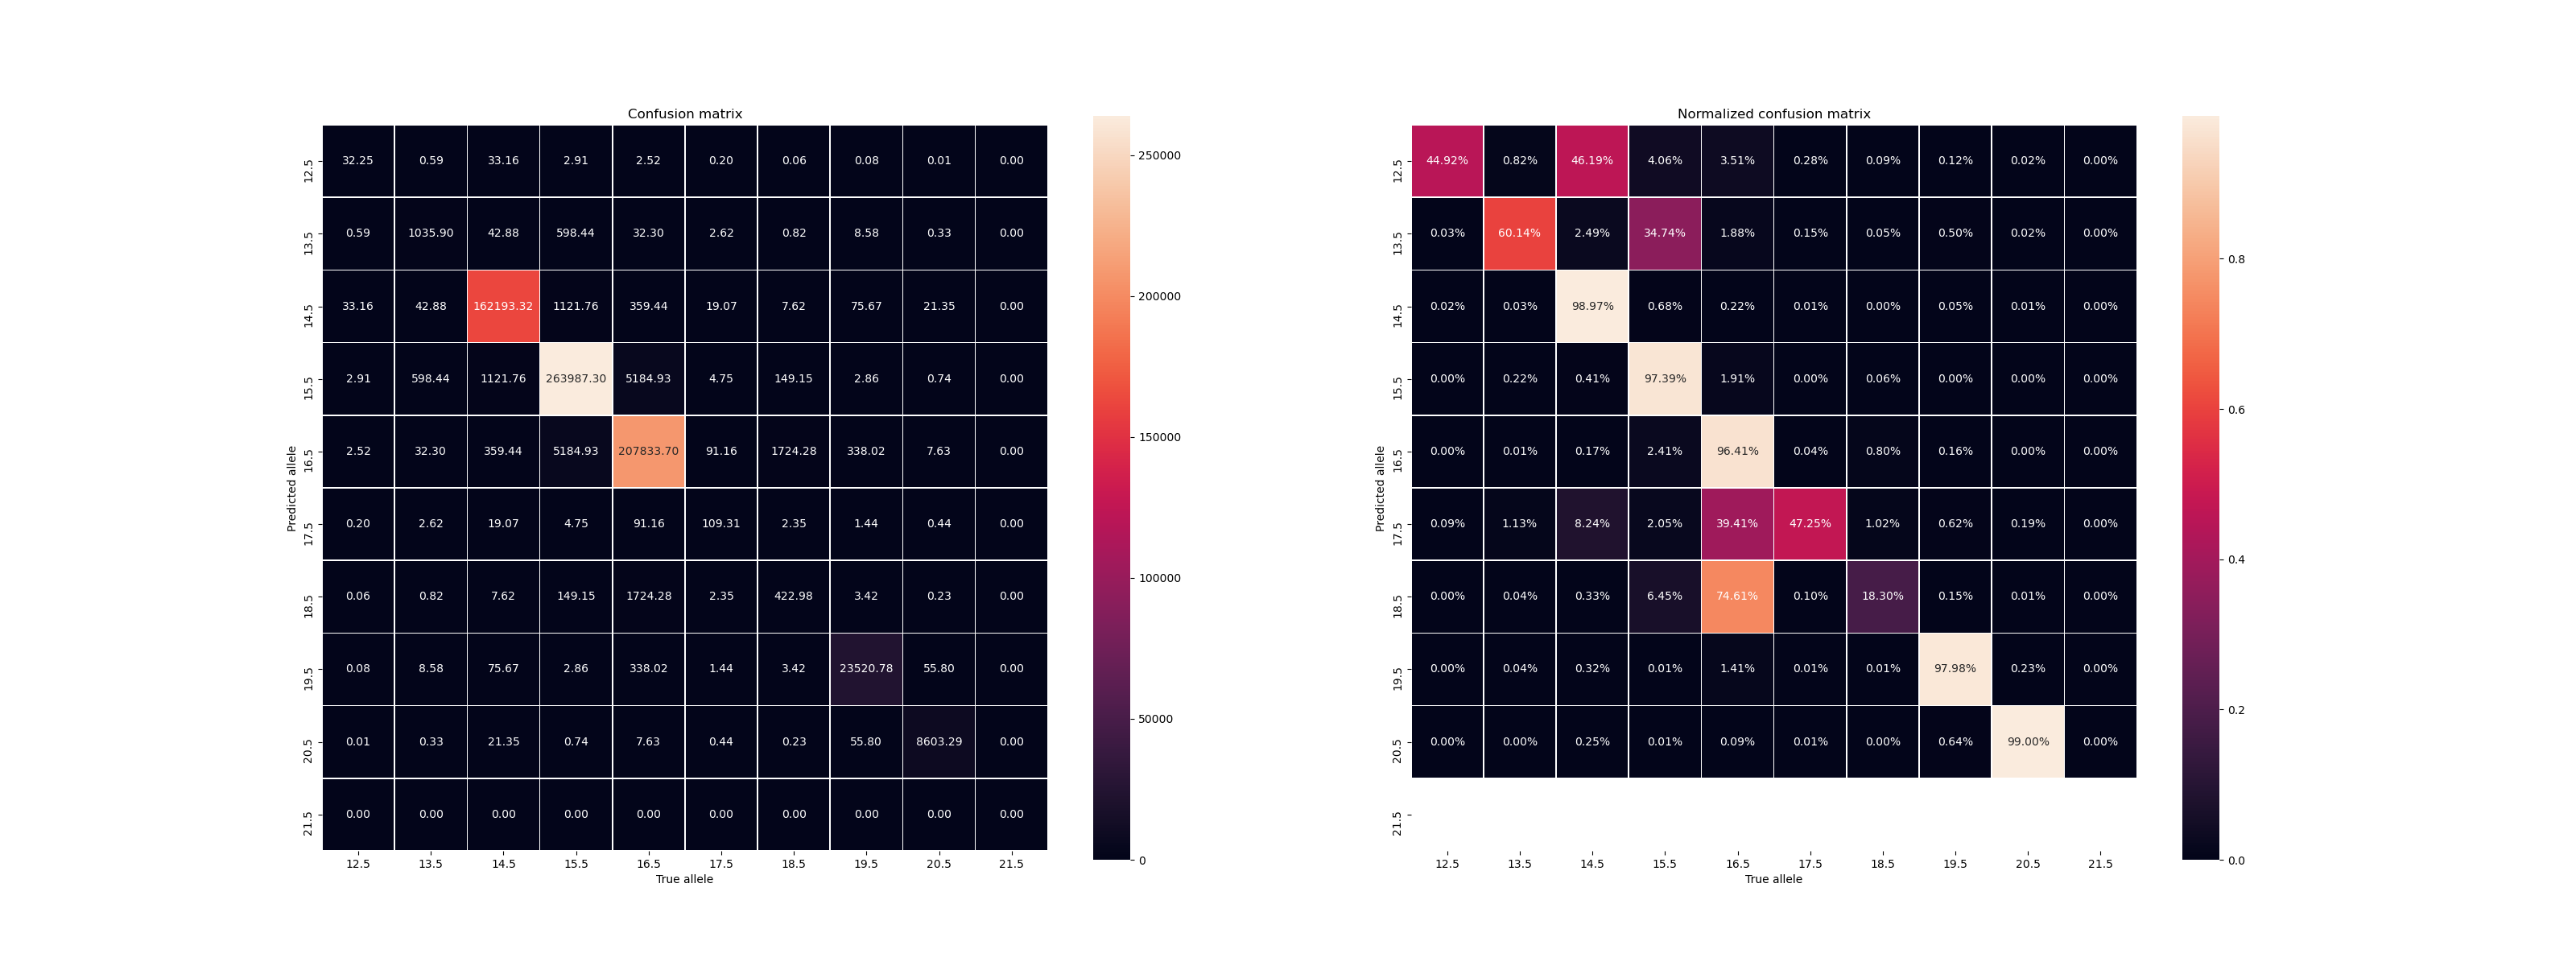 Confusion matrix
12.5 32.25 0.59 33.16 2.91 2.52 0.20 0.06 0.08 0.01 0.00
13.5 0.59 1035.90 42.88 598.44 32.30 2.62 0.82 8.58 0.33 0.00
14.5 33.16 42.88 162193.32 1121.76 359.44 19.07 7.62 75.67 21.35 0.00
15.5 2.91 598.44 1121.76 263987.30 5184.93 4.75 149.15 2.86 0.74 0.00
16.5 2.52 32.30 359.44 5184.93 207833.70 91.16 1724.28 338.02 7.63 0.00
17.5 0.20 2.62 19.07 4.75 91.16 109.31 2.35 1.44 0.44 0.00
18.5 0.06 0.82 7.62 149.15 1724.28 2.35 422.98 3.42 0.23 0.00
19.5 0.08 8.58 75.67 2.86 338.02 1.44 3.42 23520.78 55.80 0.00
20.5 0.01 0.33 21.35 0.74 7.63 0.44 0.23 55.80 8603.29 0.00
21.5 0.00 0.00 0.00 0.00 0.00 0.00 0.00 0.00 0.00 0.00
12.5 13.5 14.5 15.5 16.5 17.5 18.5 19.5 20.5 21.5
Predicted allele
True allele
250000
200000
150000
100000
50000
0
Normalized confusion matrix
12.5 44.92% 0.82% 46.19% 4.06% 3.51% 0.28% 0.09% 0.12% 0.02% 0.00%
13.5 0.03% 60.14% 2.49% 34.74% 1.88% 0.15% 0.05% 0.50% 0.02% 0.00%
14.5 0.02% 0.03% 98.97% 0.68% 0.22% 0.01% 0.00% 0.05% 0.01% 0.00%
15.5 0.00% 0.22% 0.41% 97.39% 1.91% 0.00% 0.06% 0.00% 0.00% 0.00%
16.5 0.00% 0.01% 0.17% 2.41% 96.41% 0.04% 0.80% 0.16% 0.00% 0.00%
17.5 0.09% 1.13% 8.24% 2.05% 39.41% 47.25% 1.02% 0.62% 0.19% 0.00%
18.5 0.00% 0.04% 0.33% 6.45% 74.61% 0.10% 18.30% 0.15% 0.01% 0.00%
19.5 0.00% 0.04% 0.32% 0.01% 1.41% 0.01% 0.01% 97.98% 0.23% 0.00%
20.5 0.00% 0.00% 0.25% 0.01% 0.09% 0.01% 0.00% 0.64% 99.00% 0.00%
21.5
12.5 13.5 14.5 15.5 16.5 17.5 18.5 19.5 20.5 21.5
Predicted allele
True allele
0.8
0.6
0.4
0.2
0.0